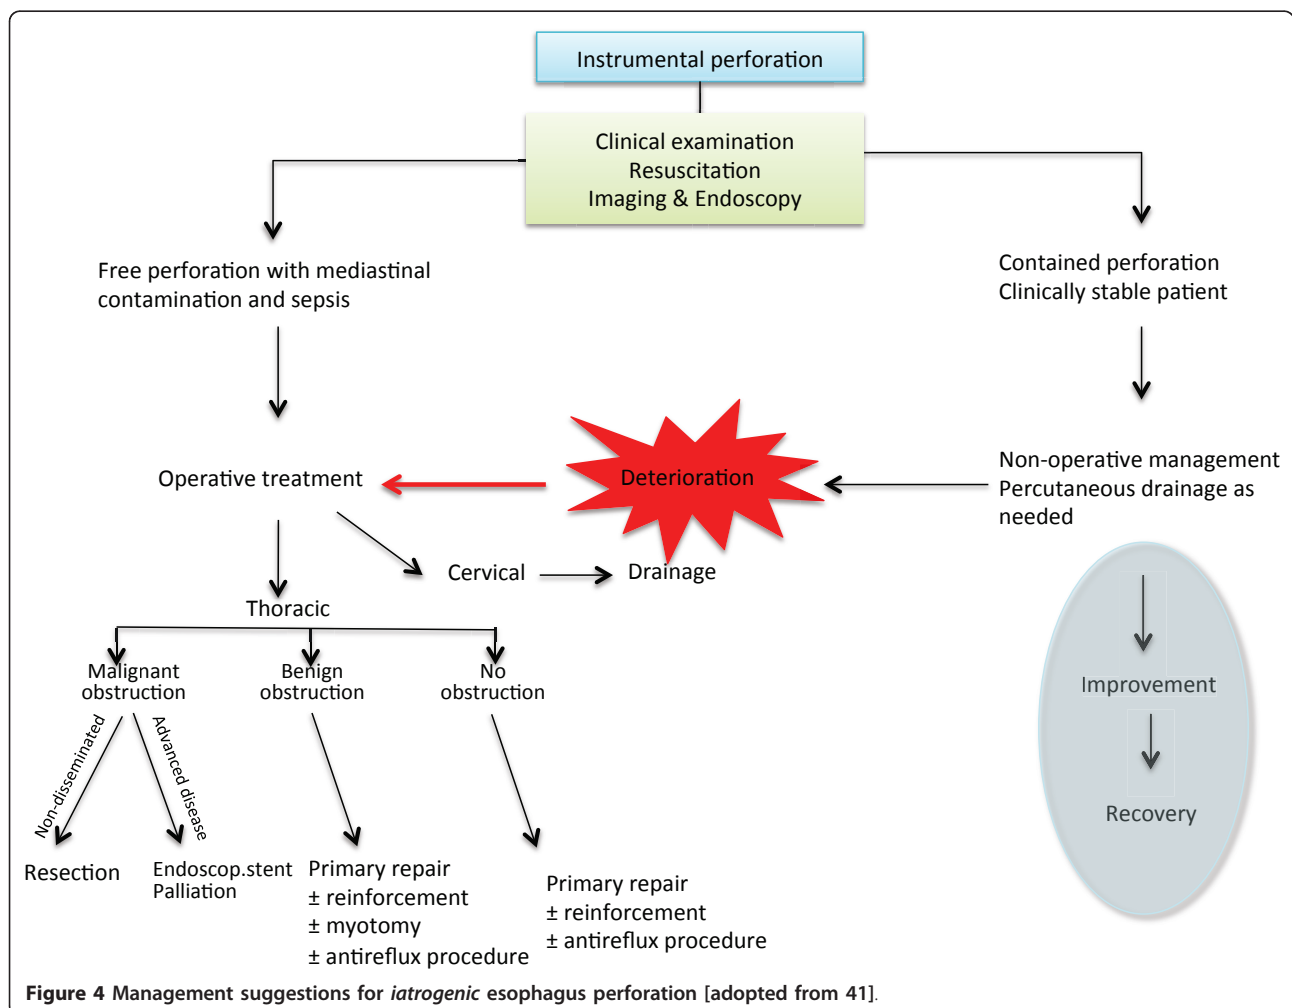 Instrumental perforation
Clinical examination
Resuscitation
Imaging & Endoscopy
Free perforation with mediastinal
contamination and sepsis
Contained perforation
Clinically stable patient
Operative treatment
Deterioration
Non-operative management
Percutaneous drainage as
needed
Cervical
Drainage
Thoracic
Malignant
obstruction
Benign
obstruction
No
obstruction
Non-disseminated
Advanced disease
Improvement
Recovery
Resection
Endoscop.stent
Palliation
Primary repair
± reinforcement
± myotomy
± antireflux procedure
Primary repair
± reinforcement
± antireflux procedure
Figure 4 Management suggestions for iatrogenic esophagus perforation [adopted from 41].